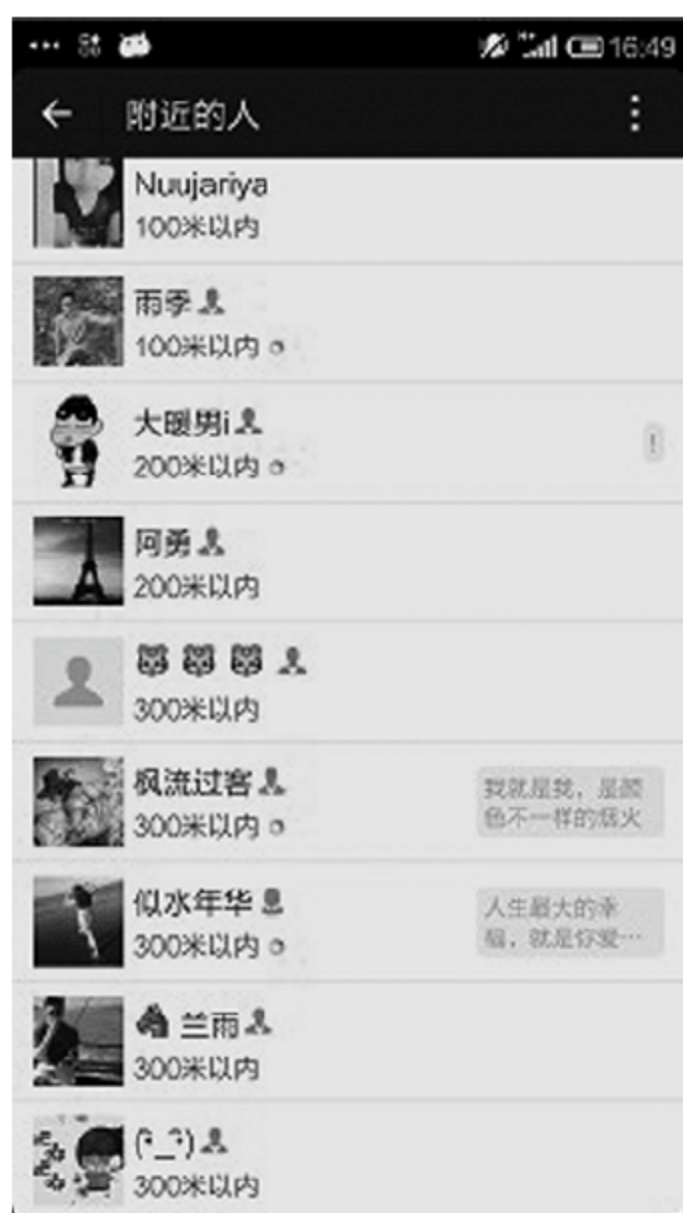 16:49
附近的人
Nuujariya
100米以内
雨季
100米以内
大暖男i
200米以内
!
阿勇
200米以内
300米以内
枫流过客
300米以内
我就是我，是颜
色不一样的烟火
似水年华
300米以内
人生最大的幸
福，就是你爱…
兰雨
300米以内
(·_·)
300米以内